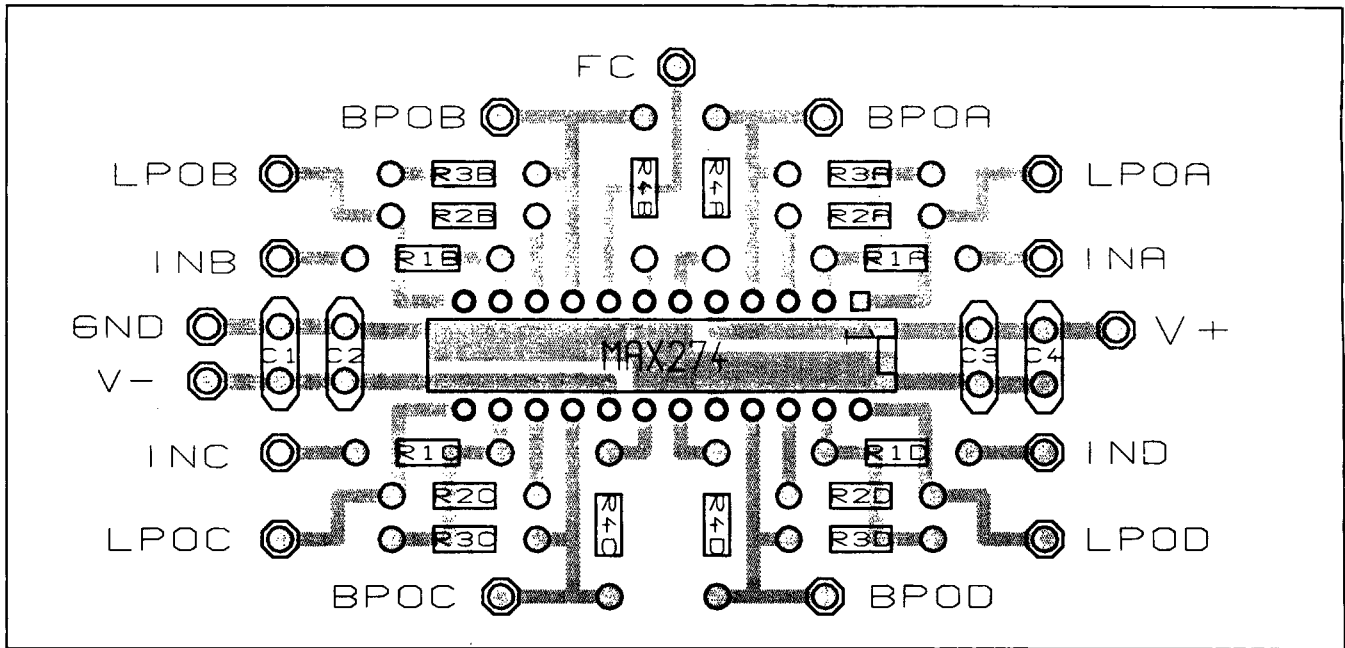 FC
BPOB BPOA
LPOB R3B R4B R4A R3A LPOA
R2B R2A
INB R1B R1A INA
GND V+
C1 C2 MAX274 1 C3 C4
V-
INC R1C R1D IND
R2C R2D
LPOC R3C R4C R4D R3D LPOD
BPOC BPOD